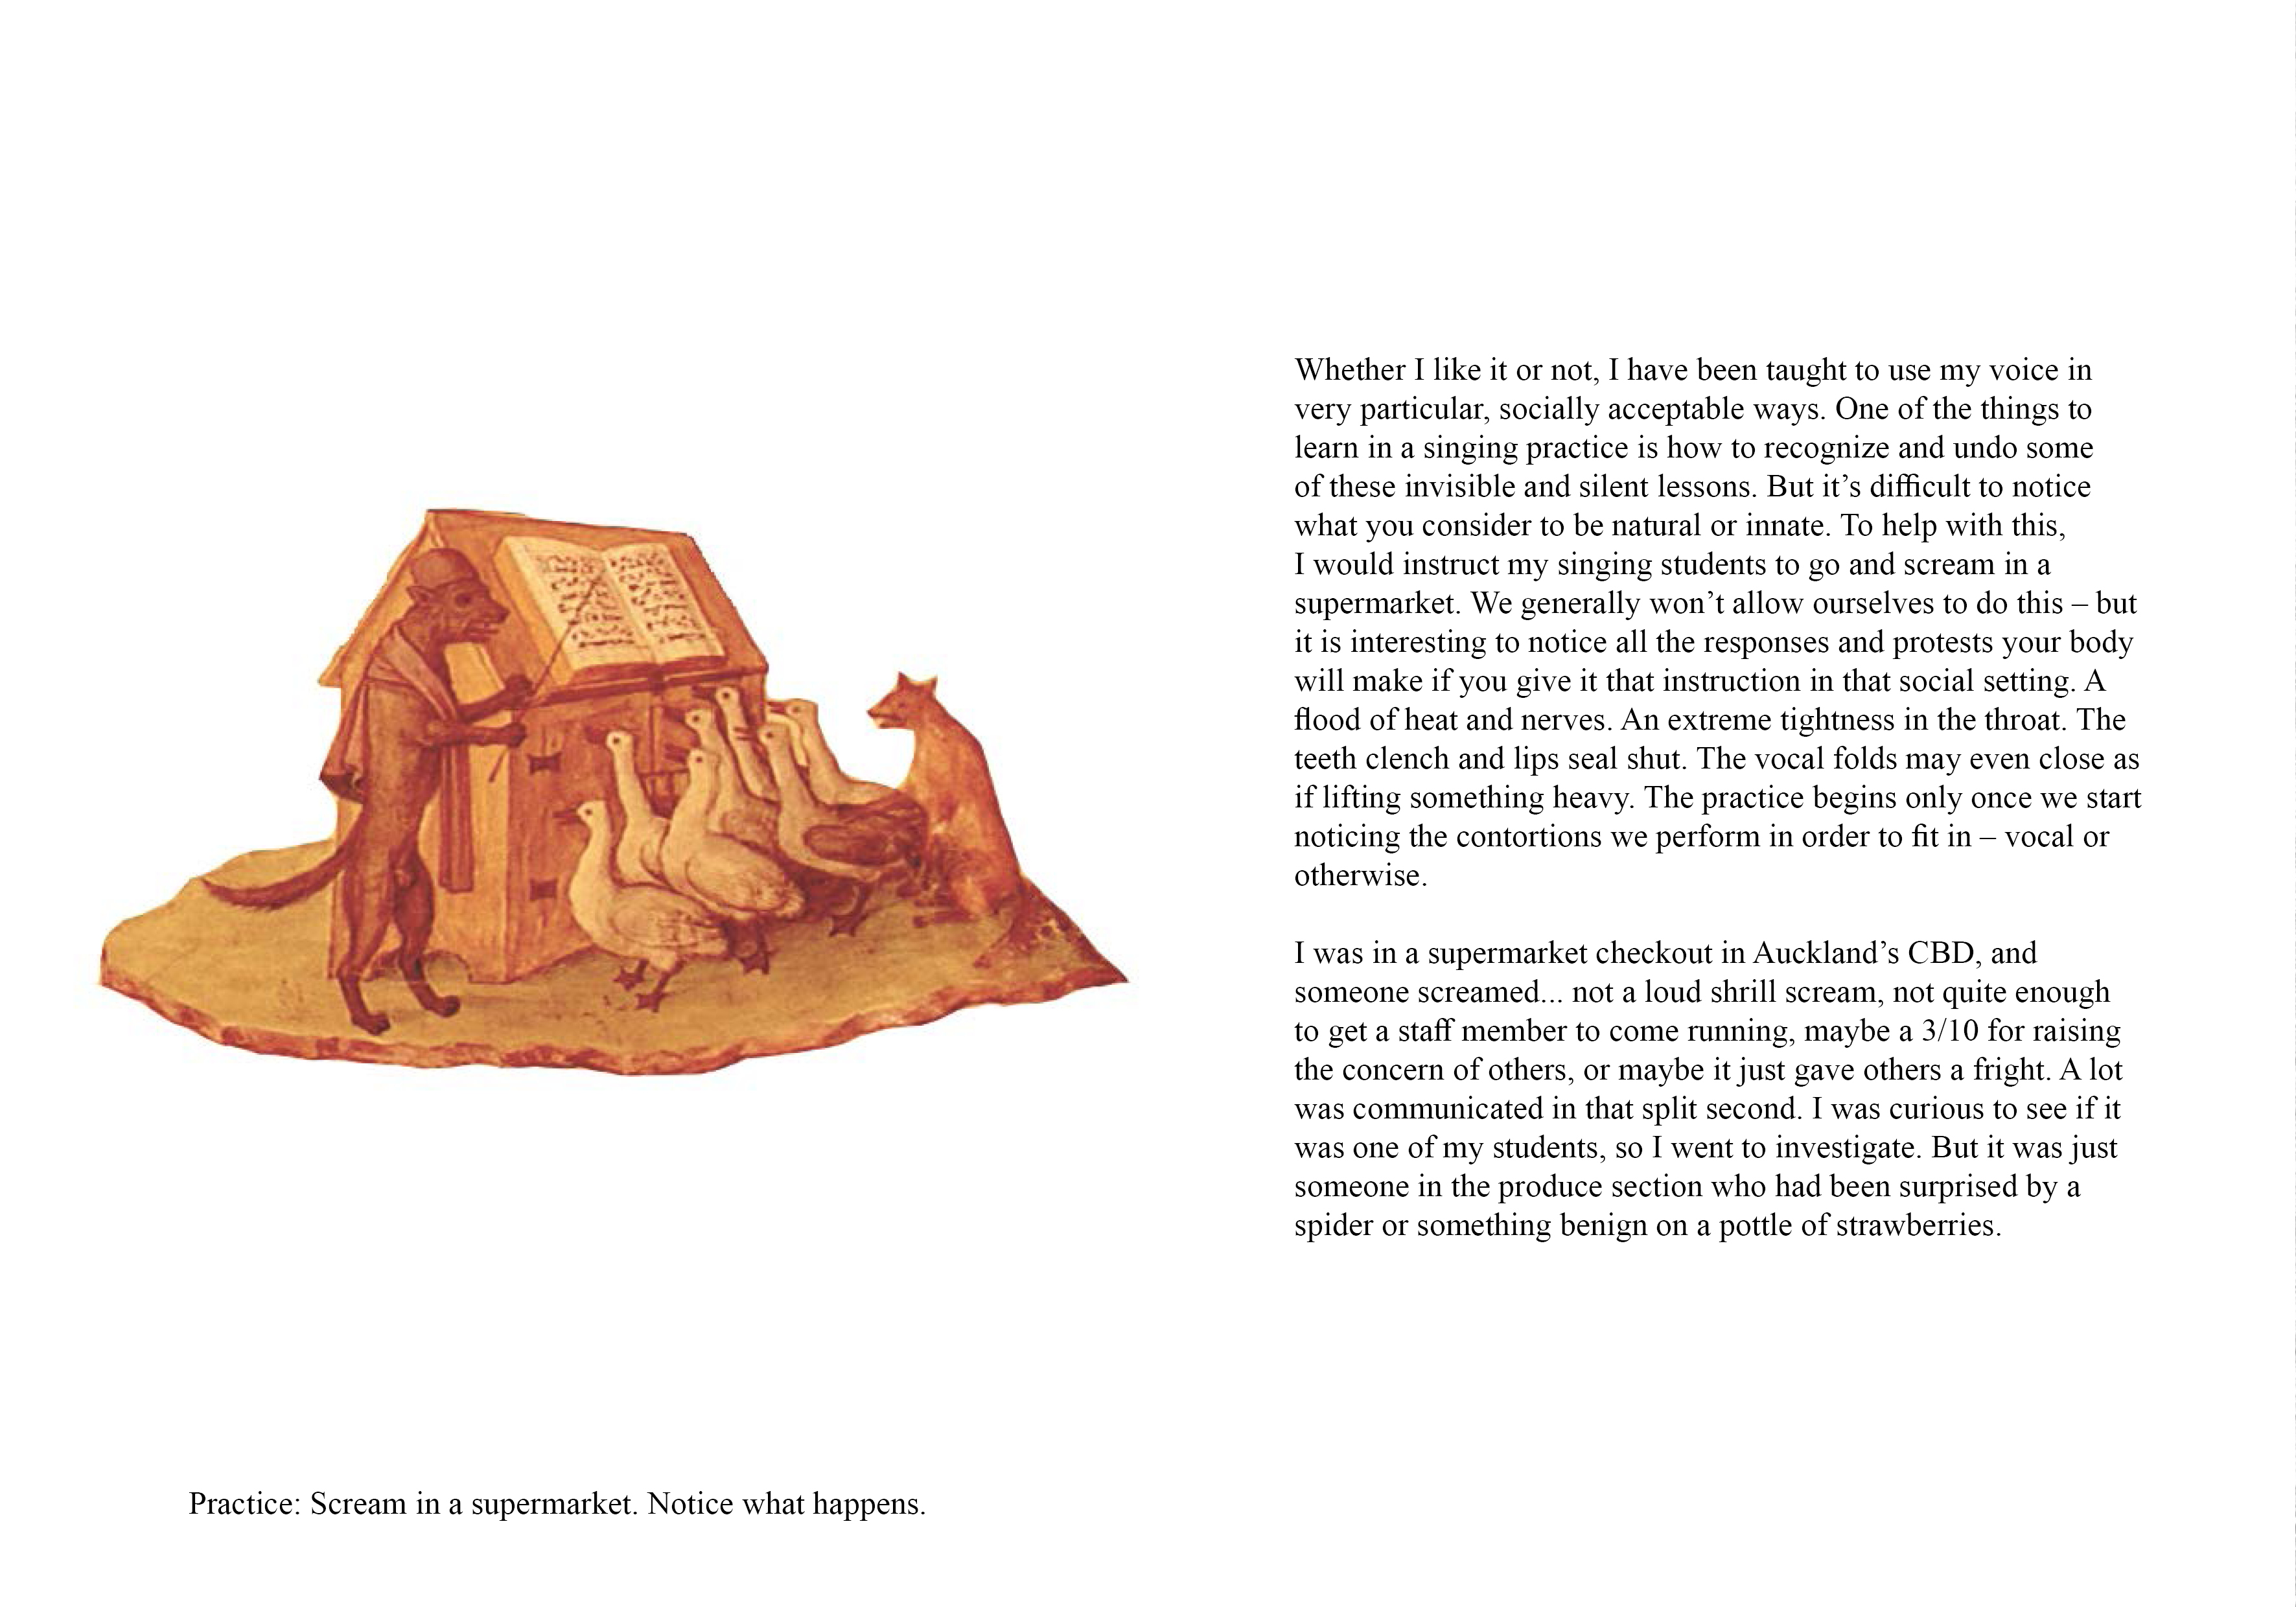 Whether I like it or not, I have been taught to use my voice in
very particular, socially acceptable ways. One of the things to
learn in a singing practice is how to recognize and undo some
of these invisible and silent lessons. But it’s difficult to notice
what you consider to be natural or innate. To help with this,
I would instruct my singing students to go and scream in a
supermarket. We generally won’t allow ourselves to do this – but
it is interesting to notice all the responses and protests your body
will make if you give it that instruction in that social setting. A
flood of heat and nerves. An extreme tightness in the throat. The
teeth clench and lips seal shut. The vocal folds may even close as
if lifting something heavy. The practice begins only once we start
noticing the contortions we perform in order to fit in – vocal or
otherwise.
I was in a supermarket checkout in Auckland’s CBD, and
someone screamed... not a loud shrill scream, not quite enough
to get a staff member to come running, maybe a 3/10 for raising
the concern of others, or maybe it just gave others a fright. A lot
was communicated in that split second. I was curious to see if it
was one of my students, so I went to investigate. But it was just
someone in the produce section who had been surprised by a
spider or something benign on a pottle of strawberries.
Practice: Scream in a supermarket. Notice what happens.